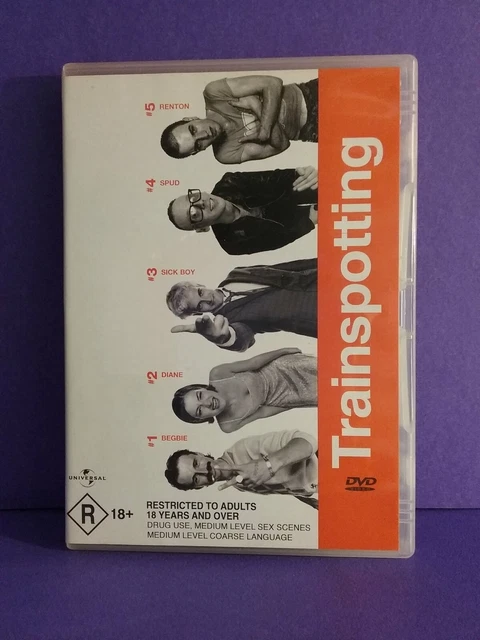 #5 RENTON
#4 SPUD
#3 SICK BOY
#2 DIANE
#1 BEGBIE
Trainspotting
DVD
VIDEO
UNIVERSAL
R 18+
RESTRICTED TO ADULTS
18 YEARS AND OVER
DRUG USE, MEDIUM LEVEL SEX SCENES
MEDIUM LEVEL COARSE LANGUAGE